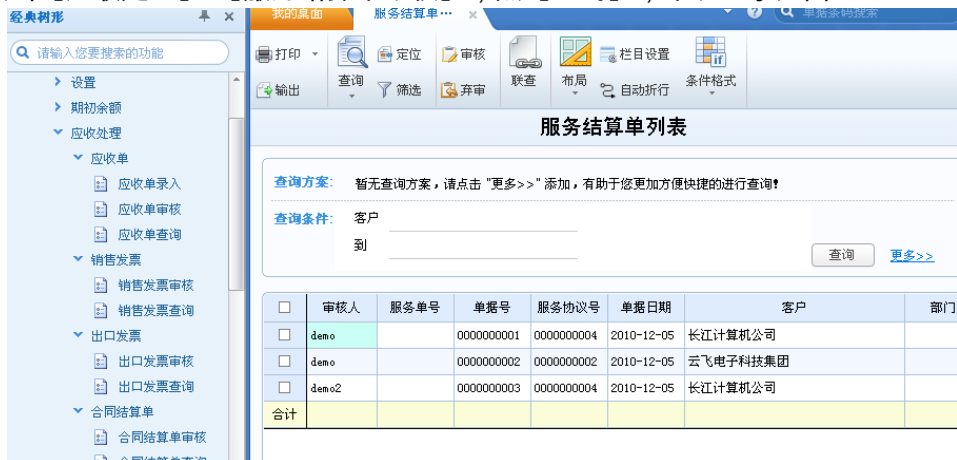 经典树形
我的桌面
服务结算单…
单据条码搜索
请输入您要搜索的功能
设置
期初余额
应收处理
应收单
应收单录入
应收单审核
应收单查询
销售发票
销售发票审核
销售发票查询
出口发票
出口发票审核
出口发票查询
合同结算单
合同结算单审核
打印
查询
定位
审核
联查
布局
栏目设置
条件格式
输出
筛选
弃审
自动折行
服务结算单列表
查询方案: 暂无查询方案，请点击 "更多>>" 添加，有助于您更加方便快捷的进行查询!
查询条件: 客户
到
查询 更多>>
审核人 服务单号 单据号 服务协议号 单据日期 客户 部门
demo 0000000001 0000000004 2010-12-05 长江计算机公司
demo 0000000002 0000000002 2010-12-05 云飞电子科技集团
demo2 0000000003 0000000004 2010-12-05 长江计算机公司
合计